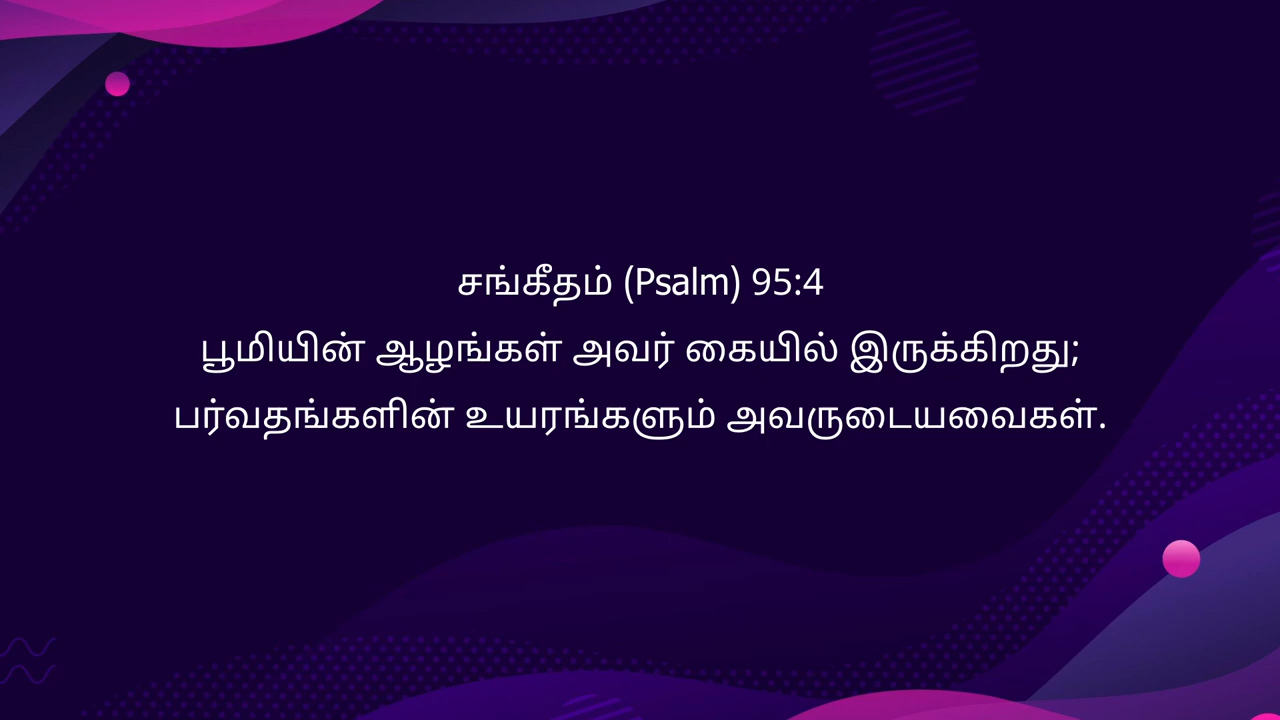 சங்கீதம் (Psalm) 95:4
பூமியின் ஆழங்கள் அவர் கையில் இருக்கிறது;
பர்வதங்களின் உயரங்களும் அவருடையவைகள்.